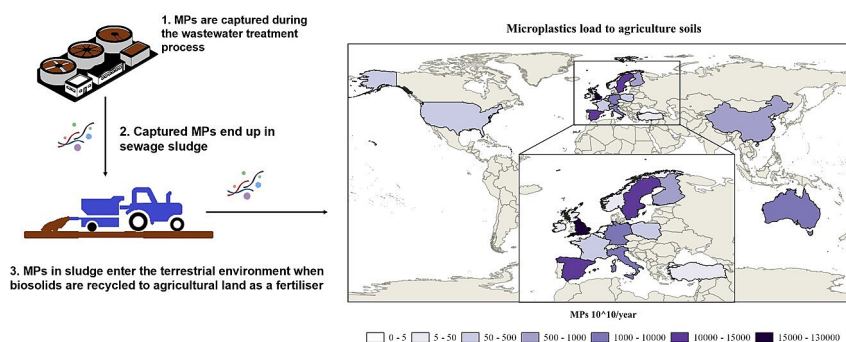 1. MPs are captured during
the wastewater treatment
process
2. Captured MPs end up in
sewage sludge
3. MPs in sludge enter the terrestrial environment when
biosolids are recycled to agricultural land as a fertiliser
Microplastics load to agriculture soils
MPs 10^10/year
0 - 5 5 - 50 50 - 500 500 - 1000 1000 - 10000 10000 - 15000 15000 - 130000